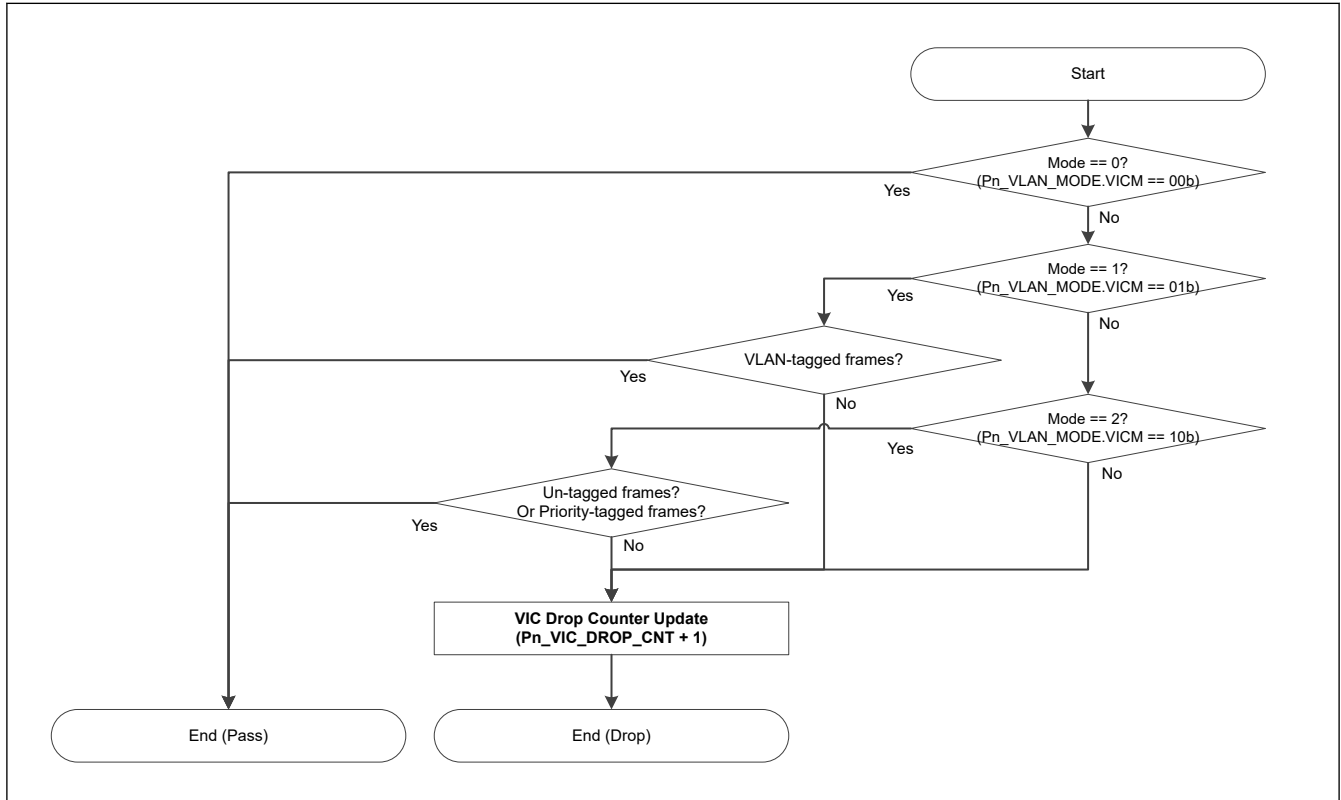 Start
Mode == 0?
(Pn_VLAN_MODE.VICM == 00b)
Yes
No
Mode == 1?
(Pn_VLAN_MODE.VICM == 01b)
Yes
No
VLAN-tagged frames?
Yes
No
Mode == 2?
(Pn_VLAN_MODE.VICM == 10b)
Yes
No
Un-tagged frames?
Or Priority-tagged frames?
Yes
No
VIC Drop Counter Update
(Pn_VIC_DROP_CNT + 1)
End (Pass)
End (Drop)